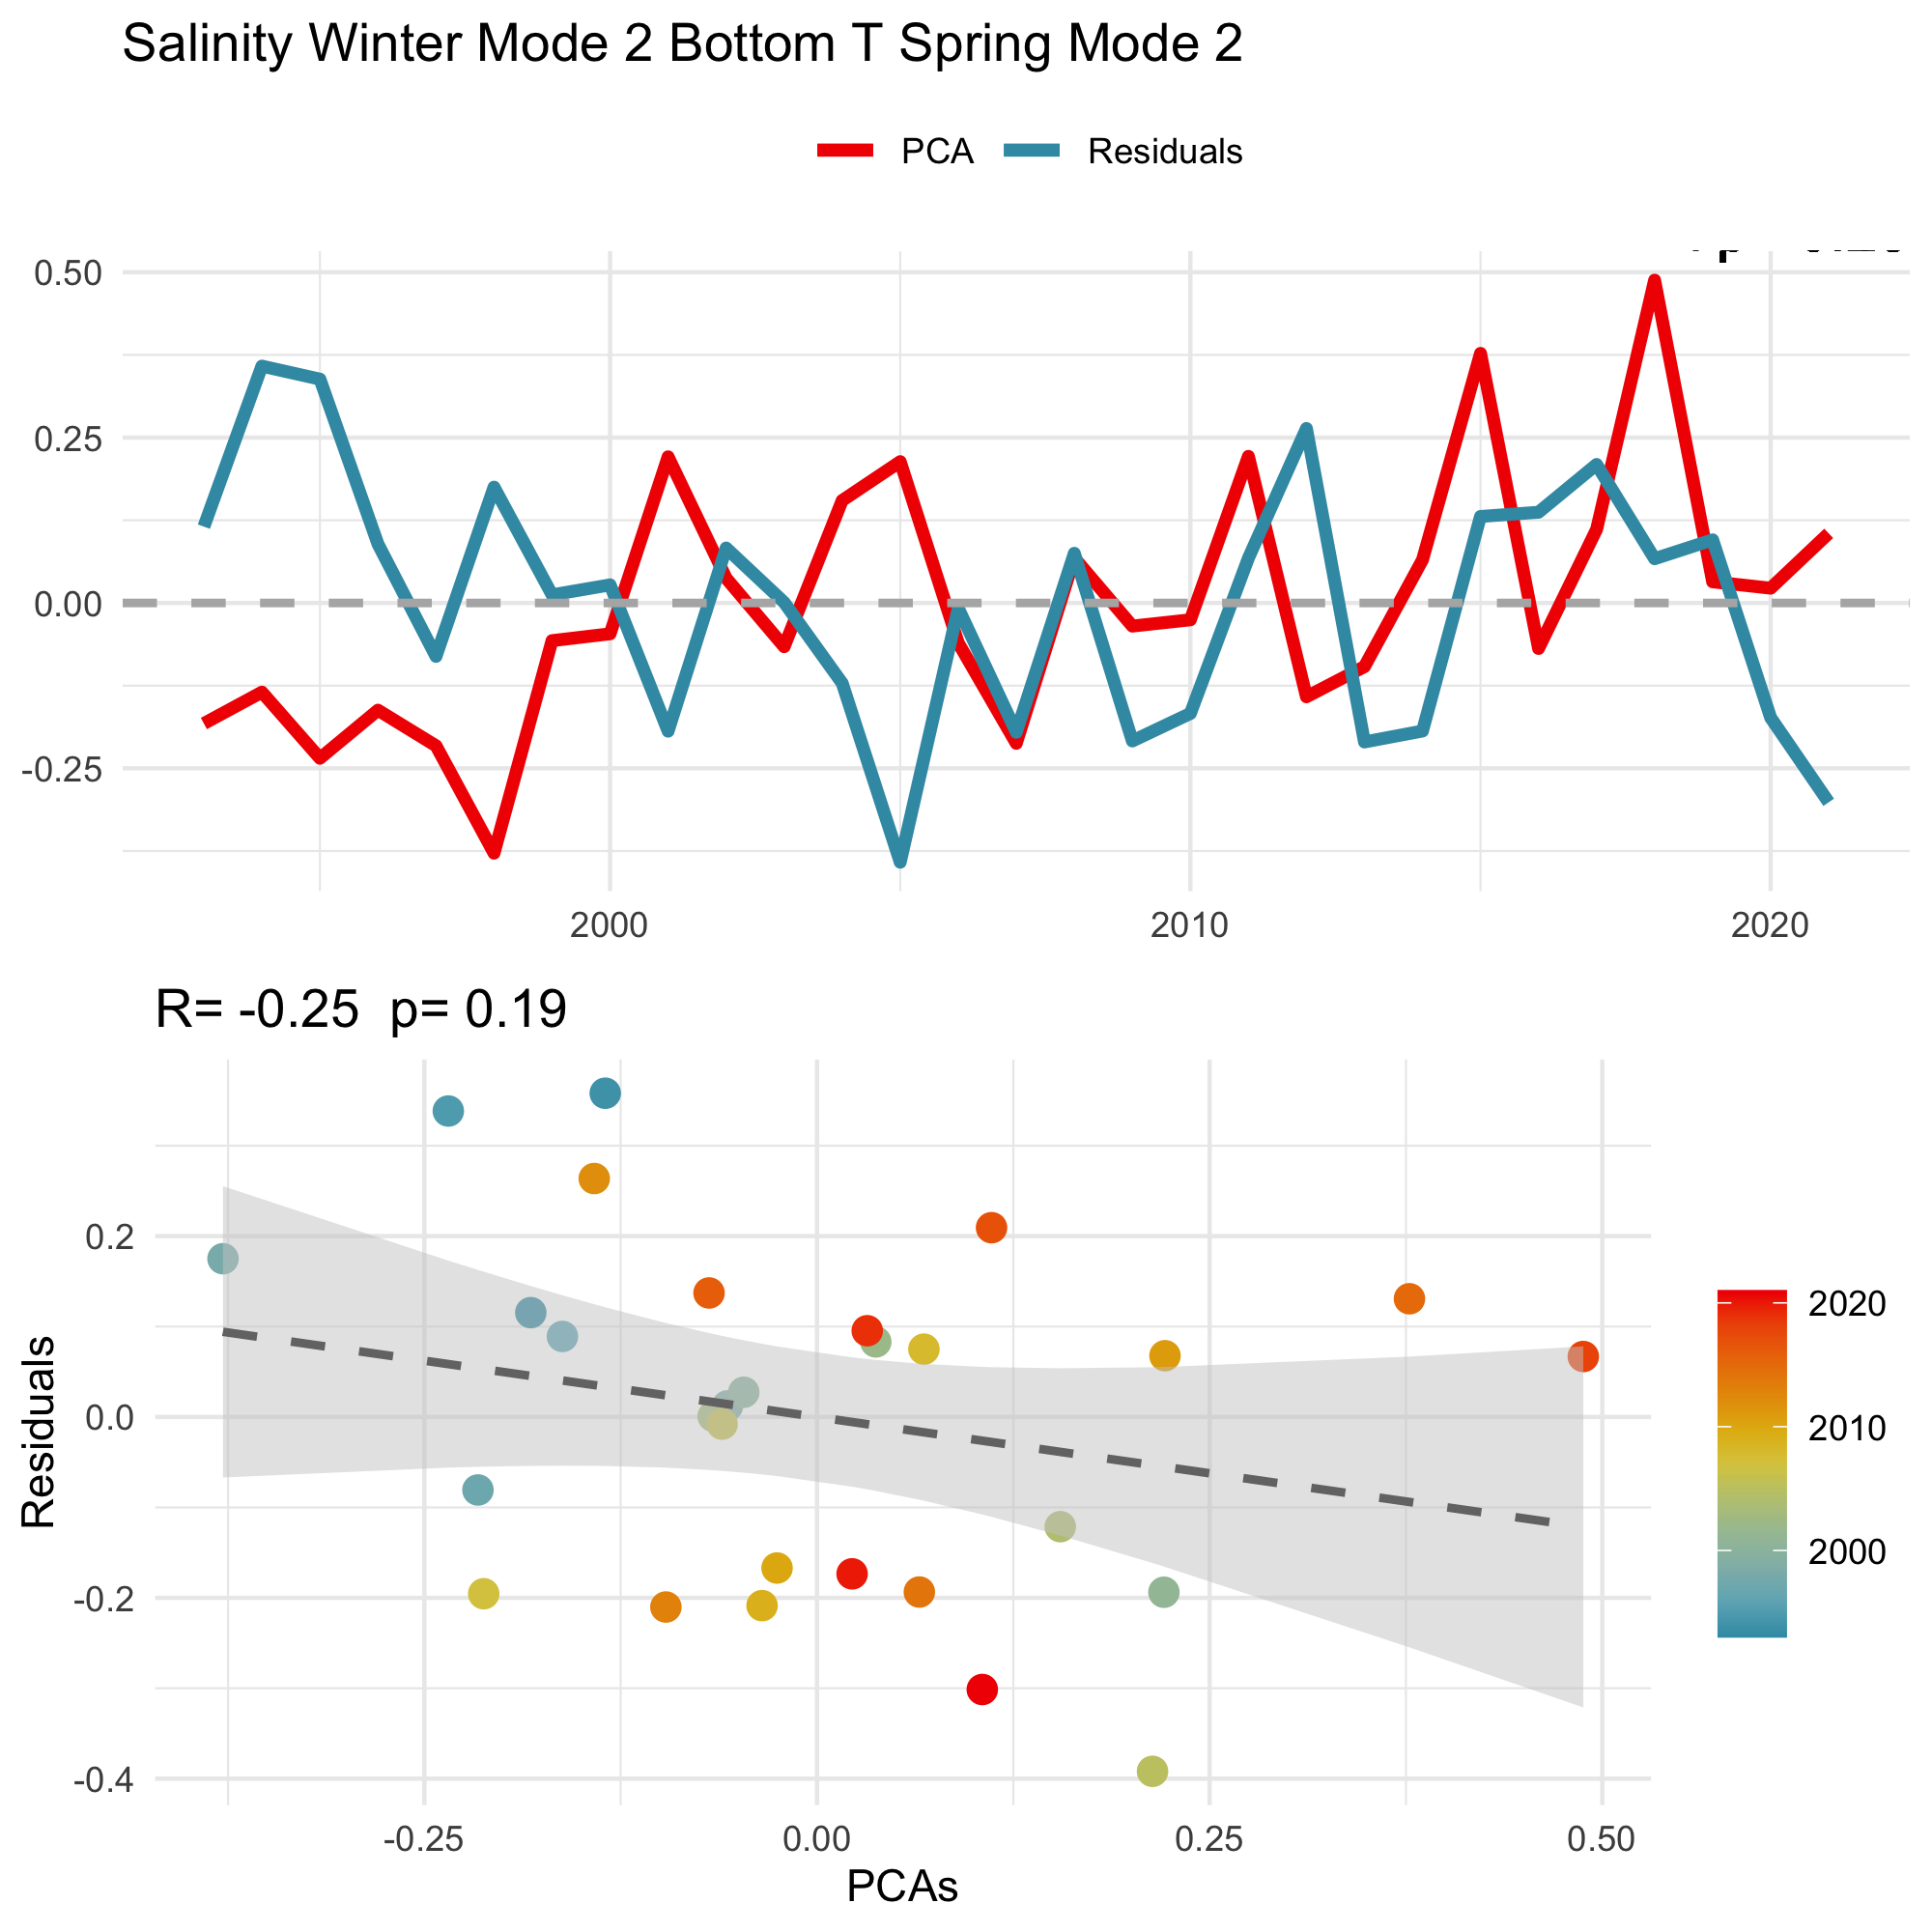 Salinity Winter Mode 2 Bottom T Spring Mode 2
PCA Residuals
0.50
0.25
0.00
-0.25
2000 2010 2020
R= -0.25 p= 0.19
Residuals
0.2
0.0
-0.2
-0.4
-0.25 0.00 0.25 0.50
PCAs
2020
2010
2000